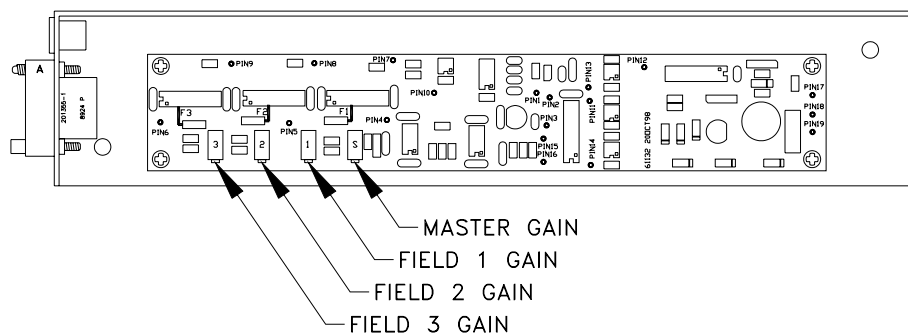 A
201355-1
8924 P
PIN9
PIN8
PIN7
PIN10
PIN12
PIN13
PIN1
PIN2
PIN11
PIN17
PIN18
PIN19
F3
F2
F1
PIN6
PIN5
PIN4
PIN3
PIN15
PIN16
PIN14
61132 20OCT98
3
2
1
S
MASTER GAIN
FIELD 1 GAIN
FIELD 2 GAIN
FIELD 3 GAIN